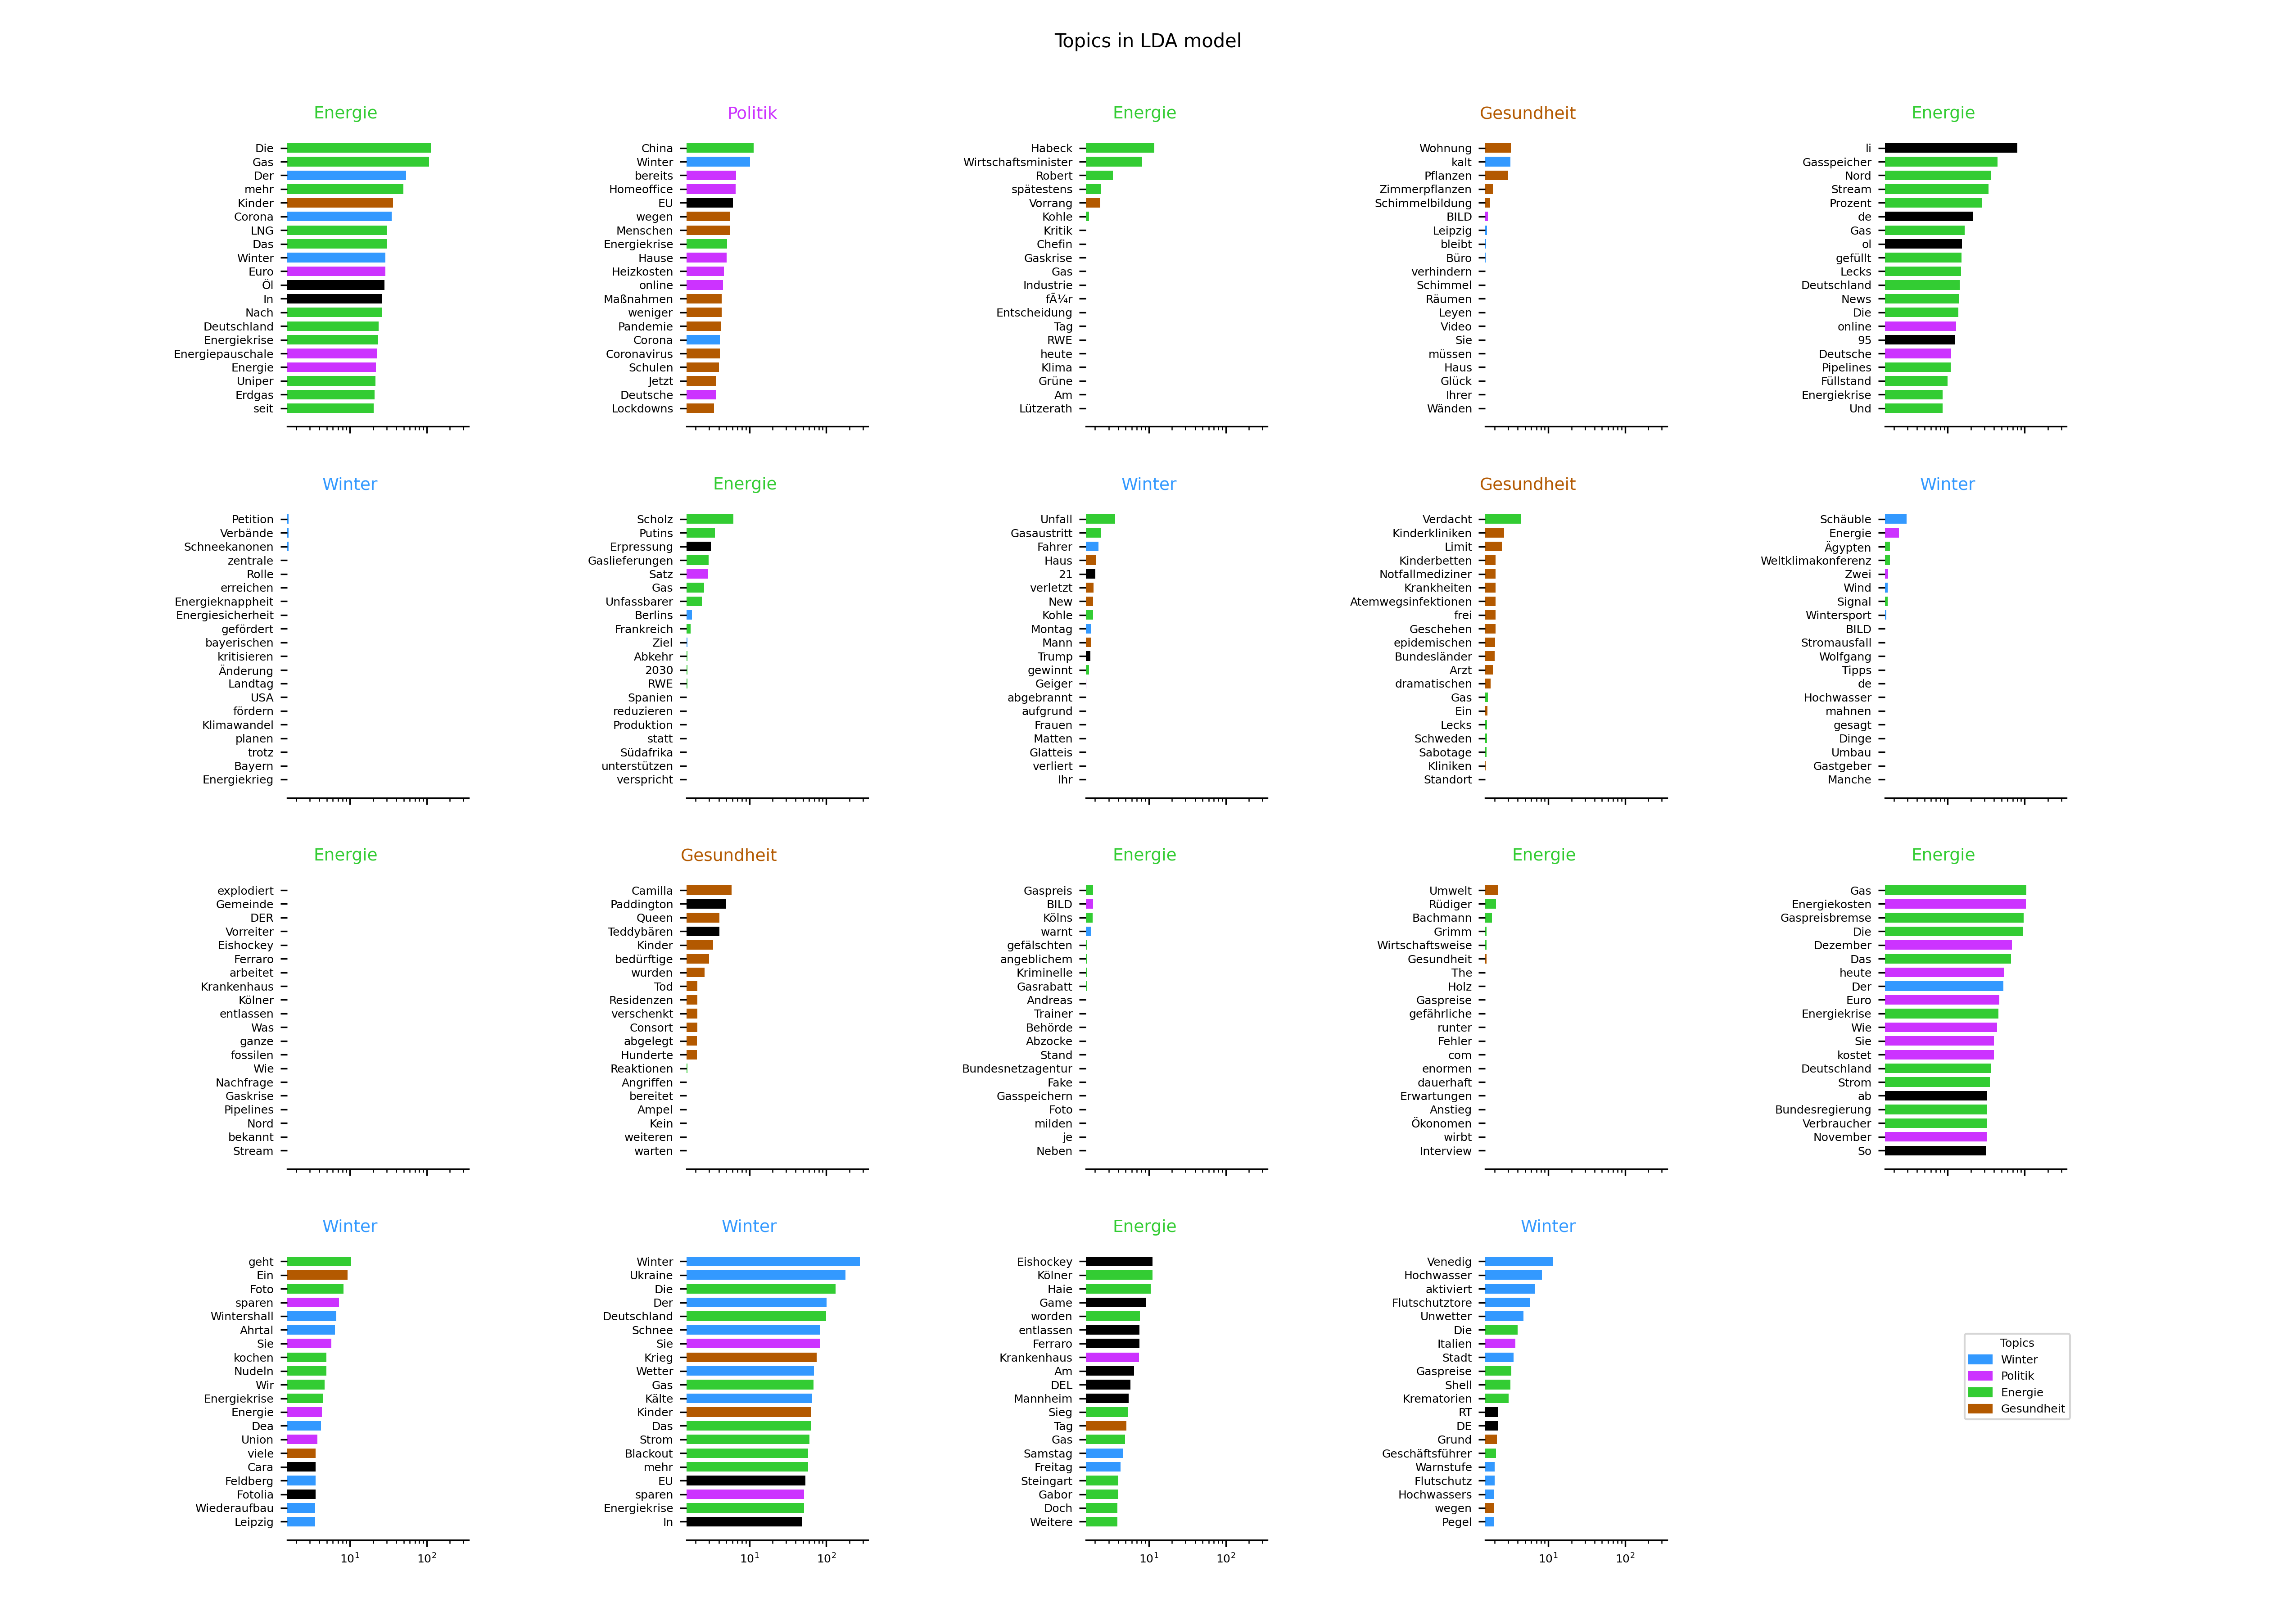 Topics in LDA model
Energie
Die
Gas
Der
mehr
Kinder
Corona
LNG
Das
Winter
Euro
Öl
In
Nach
Deutschland
Energiekrise
Energiepauschale
Energie
Uniper
Erdgas
seit
Politik
China
Winter
bereits
Homeoffice
EU
wegen
Menschen
Energiekrise
Hause
Heizkosten
online
Maßnahmen
weniger
Pandemie
Corona
Coronavirus
Schulen
Jetzt
Deutsche
Lockdowns
Energie
Habeck
Wirtschaftsminister
Robert
spätestens
Vorrang
Kohle
Kritik
Chefin
Gaskrise
Gas
Industrie
fÃ¼r
Entscheidung
Tag
RWE
heute
Klima
Grüne
Am
Lützerath
Gesundheit
Wohnung
kalt
Pflanzen
Zimmerpflanzen
Schimmelbildung
BILD
Leipzig
bleibt
Büro
verhindern
Schimmel
Räumen
Leyen
Video
Sie
müssen
Haus
Glück
Ihrer
Wänden
Energie
li
Gasspeicher
Nord
Stream
Prozent
de
Gas
ol
gefüllt
Lecks
Deutschland
News
Die
online
95
Deutsche
Pipelines
Füllstand
Energiekrise
Und
Winter
Petition
Verbände
Schneekanonen
zentrale
Rolle
erreichen
Energieknappheit
Energiesicherheit
gefördert
bayerischen
kritisieren
Änderung
Landtag
USA
fördern
Klimawandel
planen
trotz
Bayern
Energiekrieg
Energie
Scholz
Putins
Erpressung
Gaslieferungen
Satz
Gas
Unfassbarer
Berlins
Frankreich
Ziel
Abkehr
2030
RWE
Spanien
reduzieren
Produktion
statt
Südafrika
unterstützen
verspricht
Winter
Unfall
Gasaustritt
Fahrer
Haus
21
verletzt
New
Kohle
Montag
Mann
Trump
gewinnt
Geiger
abgebrannt
aufgrund
Frauen
Matten
Glatteis
verliert
Ihr
Gesundheit
Verdacht
Kinderkliniken
Limit
Kinderbetten
Notfallmediziner
Krankheiten
Atemwegsinfektionen
frei
Geschehen
epidemischen
Bundesländer
Arzt
dramatischen
Gas
Ein
Lecks
Schweden
Sabotage
Kliniken
Standort
Winter
Schäuble
Energie
Ägypten
Weltklimakonferenz
Zwei
Wind
Signal
Wintersport
BILD
Stromausfall
Wolfgang
Tipps
de
Hochwasser
mahnen
gesagt
Dinge
Umbau
Gastgeber
Manche
Energie
explodiert
Gemeinde
DER
Vorreiter
Eishockey
Ferraro
arbeitet
Krankenhaus
Kölner
entlassen
Was
ganze
fossilen
Wie
Nachfrage
Gaskrise
Pipelines
Nord
bekannt
Stream
Gesundheit
Camilla
Paddington
Queen
Teddybären
Kinder
bedürftige
wurden
Tod
Residenzen
verschenkt
Consort
abgelegt
Hunderte
Reaktionen
Angriffen
bereitet
Ampel
Kein
weiteren
warten
Energie
Gaspreis
BILD
Kölns
warnt
gefälschten
angeblichem
Kriminelle
Gasrabatt
Andreas
Trainer
Behörde
Abzocke
Stand
Bundesnetzagentur
Fake
Gasspeichern
Foto
milden
je
Neben
Energie
Umwelt
Rüdiger
Bachmann
Grimm
Wirtschaftsweise
Gesundheit
The
Holz
Gaspreise
gefährliche
runter
Fehler
com
enormen
dauerhaft
Erwartungen
Anstieg
Ökonomen
wirbt
Interview
Energie
Gas
Energiekosten
Gaspreisbremse
Die
Dezember
Das
heute
Der
Euro
Energiekrise
Wie
Sie
kostet
Deutschland
Strom
ab
Bundesregierung
Verbraucher
November
So
Winter
geht
Ein
Foto
sparen
Wintershall
Ahrtal
Sie
kochen
Nudeln
Wir
Energiekrise
Energie
Dea
Union
viele
Cara
Feldberg
Fotolia
Wiederaufbau
Leipzig
10¹ 10²
Winter
Winter
Ukraine
Die
Der
Deutschland
Schnee
Sie
Krieg
Wetter
Gas
Kälte
Kinder
Das
Strom
Blackout
mehr
EU
sparen
Energiekrise
In
10¹ 10²
Energie
Eishockey
Kölner
Haie
Game
worden
entlassen
Ferraro
Krankenhaus
Am
DEL
Mannheim
Sieg
Tag
Gas
Samstag
Freitag
Steingart
Gabor
Doch
Weitere
10¹ 10²
Winter
Venedig
Hochwasser
aktiviert
Flutschutztore
Unwetter
Die
Italien
Stadt
Gaspreise
Shell
Krematorien
RT
DE
Grund
Geschäftsführer
Warnstufe
Flutschutz
Hochwassers
wegen
Pegel
10¹ 10²
Topics
Winter
Politik
Energie
Gesundheit